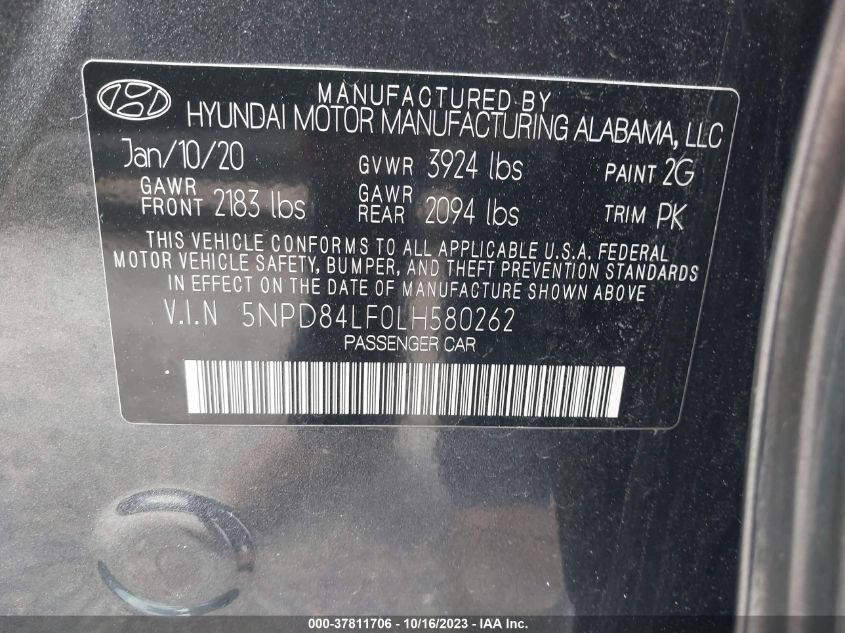 MANUFACTURED BY
HYUNDAI MOTOR MANUFACTURING ALABAMA, LLC
Jan/10/20 GVWR 3924 lbs PAINT 2G
GAWR FRONT 2183 lbs GAWR REAR 2094 lbs TRIM PK
THIS VEHICLE CONFORMS TO ALL APPLICABLE U.S.A. FEDERAL
MOTOR VEHICLE SAFETY, BUMPER, AND THEFT PREVENTION STANDARDS
IN EFFECT ON THE DATE OF MANUFACTURE SHOWN ABOVE
V.I.N 5NPD84LF0LH580262
PASSENGER CAR
000-37811706 - 10/16/2023 - IAA Inc.